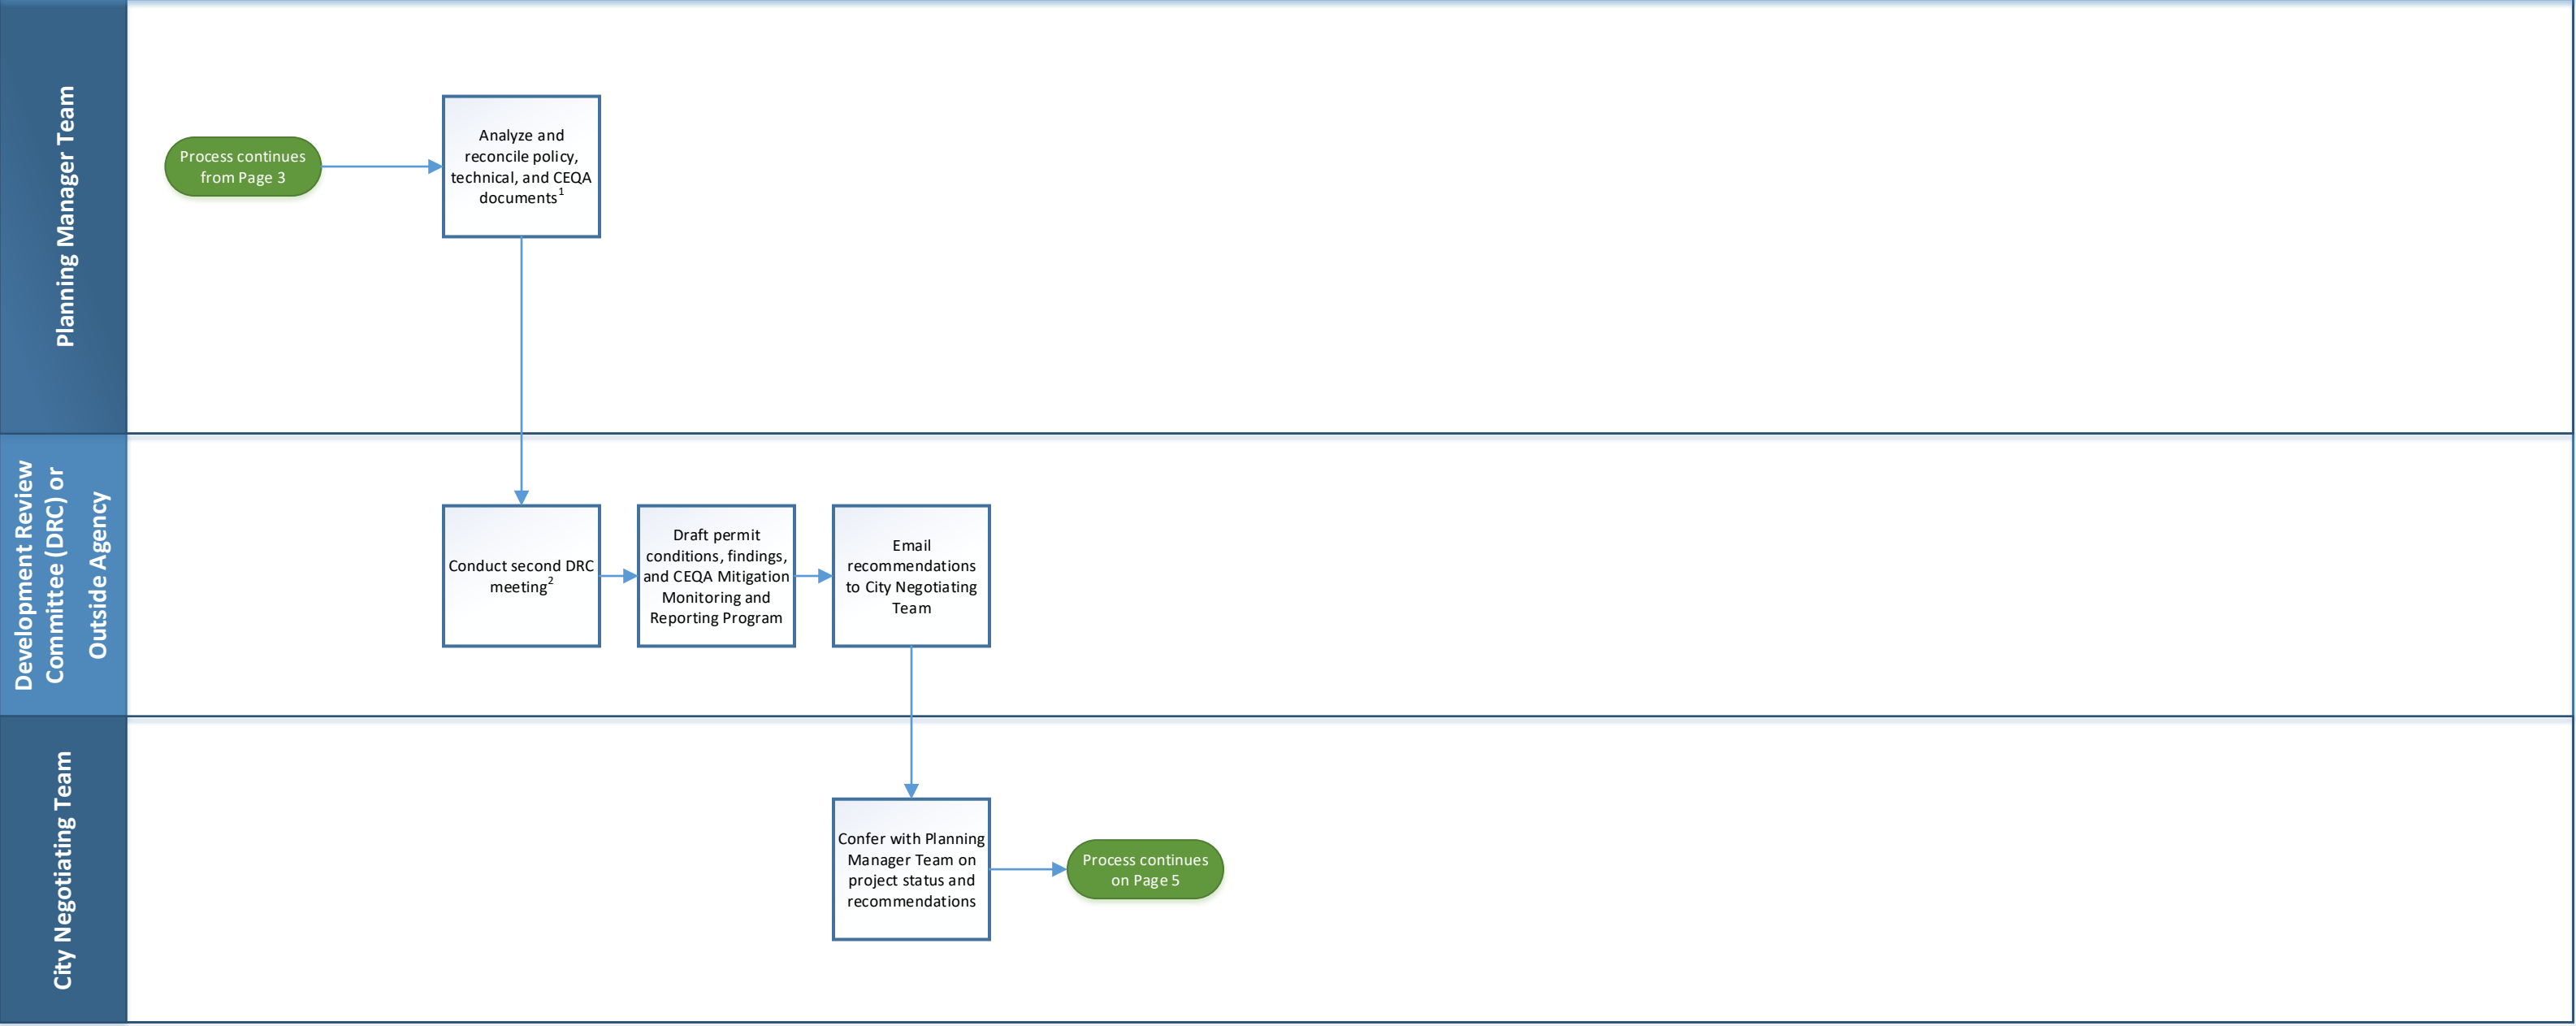 Planning Manager Team
Process continues
from Page 3
Analyze and
reconcile policy,
technical, and CEQA
documents1
Development Review
Committee (DRC) or
Outside Agency
Conduct second DRC
meeting2
Draft permit
conditions, findings,
and CEQA Mitigation
Monitoring and
Reporting Program
Email
recommendations
to City Negotiating
Team
City Negotiating Team
Confer with Planning
Manager Team on
project status and
recommendations
Process continues
on Page 5